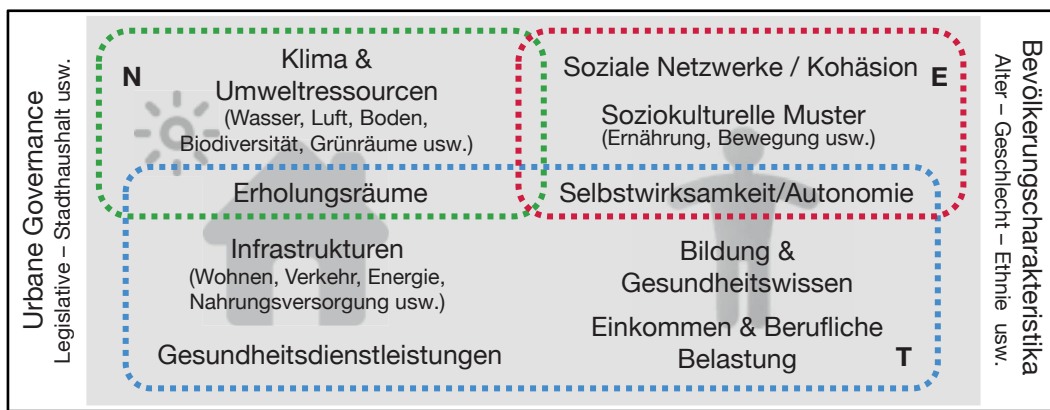 Urbane Governance
Legislative – Stadthaushalt usw.
N
Klima &
Umweltressourcen
(Wasser, Luft, Boden,
Biodiversität, Grünräume usw.)
Erholungsräume
Infrastrukturen
(Wohnen, Verkehr, Energie,
Nahrungsversorgung usw.)
Gesundheitsdienstleistungen
Soziale Netzwerke / Kohäsion
E
Soziokulturelle Muster
(Ernährung, Bewegung usw.)
Selbstwirksamkeit/Autonomie
Bildung &
Gesundheitswissen
Einkommen & Berufliche
Belastung
T
Bevölkerungscharakteristika
Alter – Geschlecht – Ethnie usw.